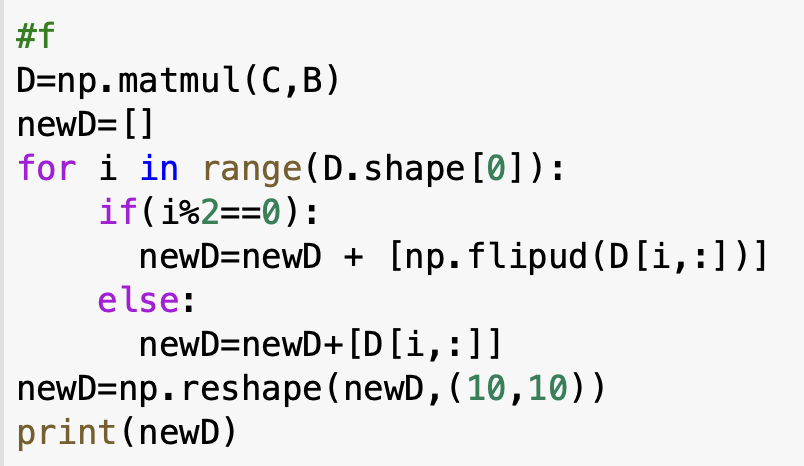 #f
D=np.matmul(C,B)
newD=[]
for i in range(D.shape[0]):
    if(i%2==0):
      newD=newD + [np.flipud(D[i,:])]
    else:
      newD=newD+[D[i,:]]
newD=np.reshape(newD,(10,10))
print(newD)